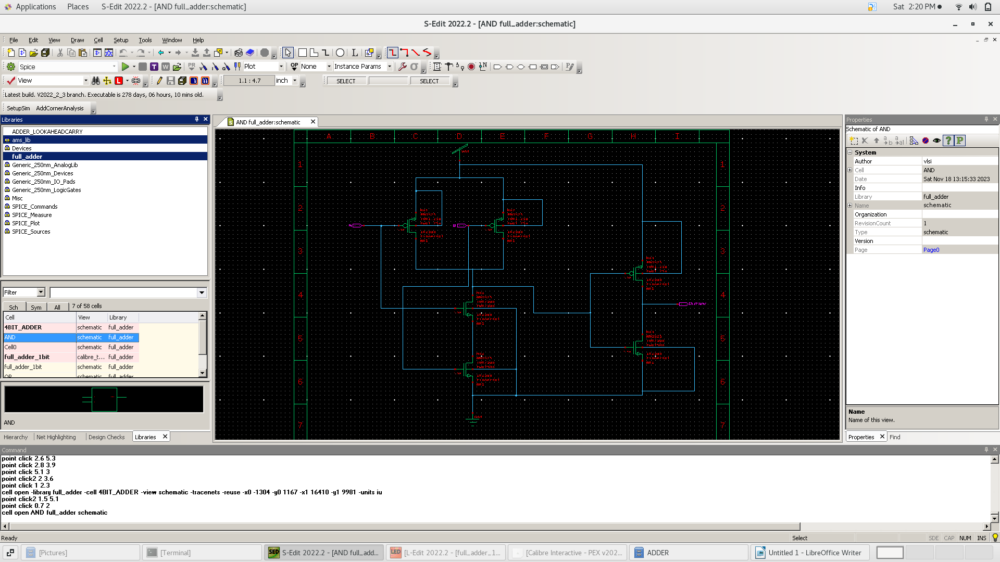 Applications Places S-Edit 2022.2 - [AND full_adder:schematic] Sat 2:20 PM
S-Edit 2022.2 - [AND full_adder:schematic]
File Edit View Draw Cell Setup Tools Window Help
Spice Plot OP None Instance Params
View 1.1 : 4.7 inch SELECT SELECT
Latest build. V2022_2_3 branch. Executable is 278 days, 06 hours, 10 mins old.
SetupSim AddCornerAnalysis
Libraries
ADDER_LOOKAHEADCARRY
ams_lib
Devices
full_adder
Generic_250nm_AnalogLib
Generic_250nm_Devices
Generic_250nm_IO_Pads
Generic_250nm_LogicGates
Misc
SPICE_Commands
SPICE_Measure
SPICE_Plot
SPICE_Sources
Filter
Sch Sym All 7 of 58 cells
Cell View Library
4BIT_ADDER schematic full_adder
AND schematic full_adder
Cell0 schematic full_adder
full_adder_1bit calibre_t... full_adder
full_adder_1bit schematic full_adder
OR schematic full_adder
AND
Hierarchy Net Highlighting Design Checks Libraries
AND full_adder:schematic
A B C D E F G H I
1 1
2 2
3 3
4 4
5 5
6 6
7 7
Properties
Schematic of AND
System
Author vlsi
Cell AND
Date Sat Nov 18 13:15:33 2023
Info
Library full_adder
Name schematic
Organization
RevisionCount 1
Type schematic
Version
Page Page0
Name
Name of this view.
Properties Find
Command
point click 2.6 5.3
point click 2.8 3.9
point click 5.1 3
point click2 2 3.6
point click 1 2.3
cell open -library full_adder -cell 4BIT_ADDER -view schematic -tracenets -reuse -x0 -1304 -y0 1167 -x1 16410 -y1 9981 -units iu
point click2 1.5 5.1
point click 0.7 2
cell open AND full_adder schematic
Ready Select SDE CAP NUM INS
[Pictures] [Terminal] S-Edit 2022.2 - [AND full_add... [L-Edit 2022.2 - [full_adder_1... [Calibre Interactive - PEX v202... ADDER Untitled 1 - LibreOffice Writer